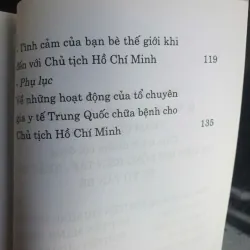 . Tình cảm của bạn bè thế giới khi
đến với Chủ tịch Hồ Chí Minh 119
. Phụ lục
Về những hoạt động của tổ chuyên
gia y tế Trung Quốc chữa bệnh cho
Chủ tịch Hồ Chí Minh 135